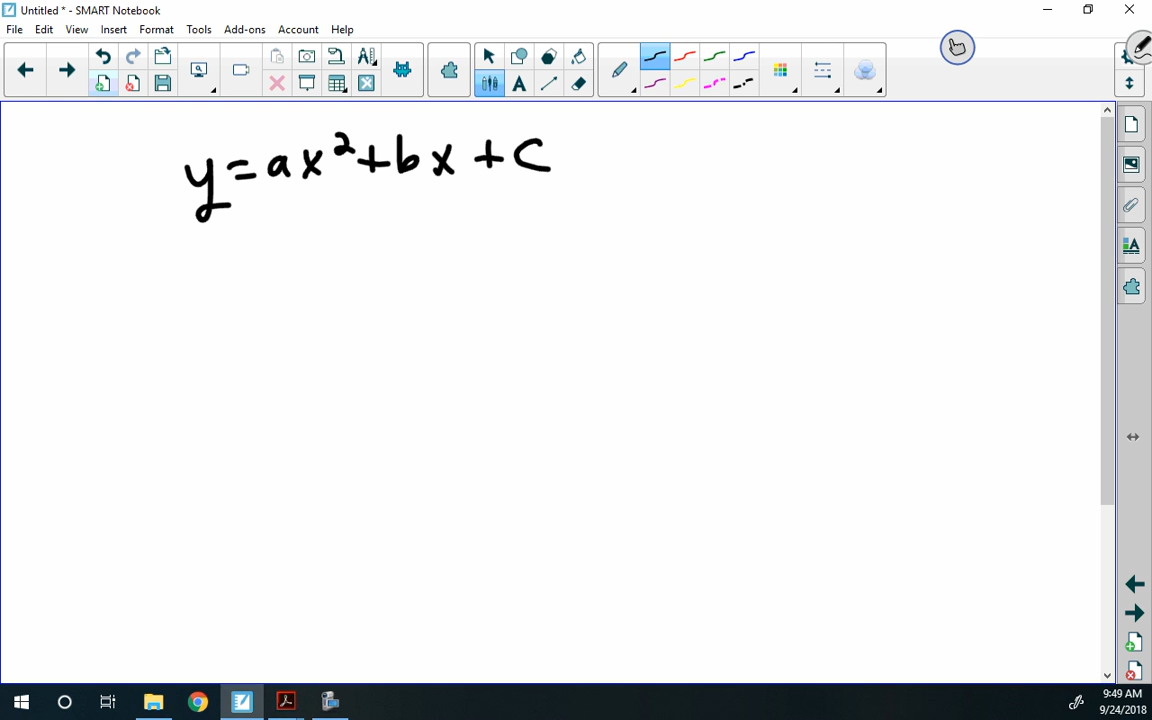 Untitled * - SMART Notebook
File Edit View Insert Format Tools Add-ons Account Help
y=ax²+bx+c
9:49 AM
9/24/2018